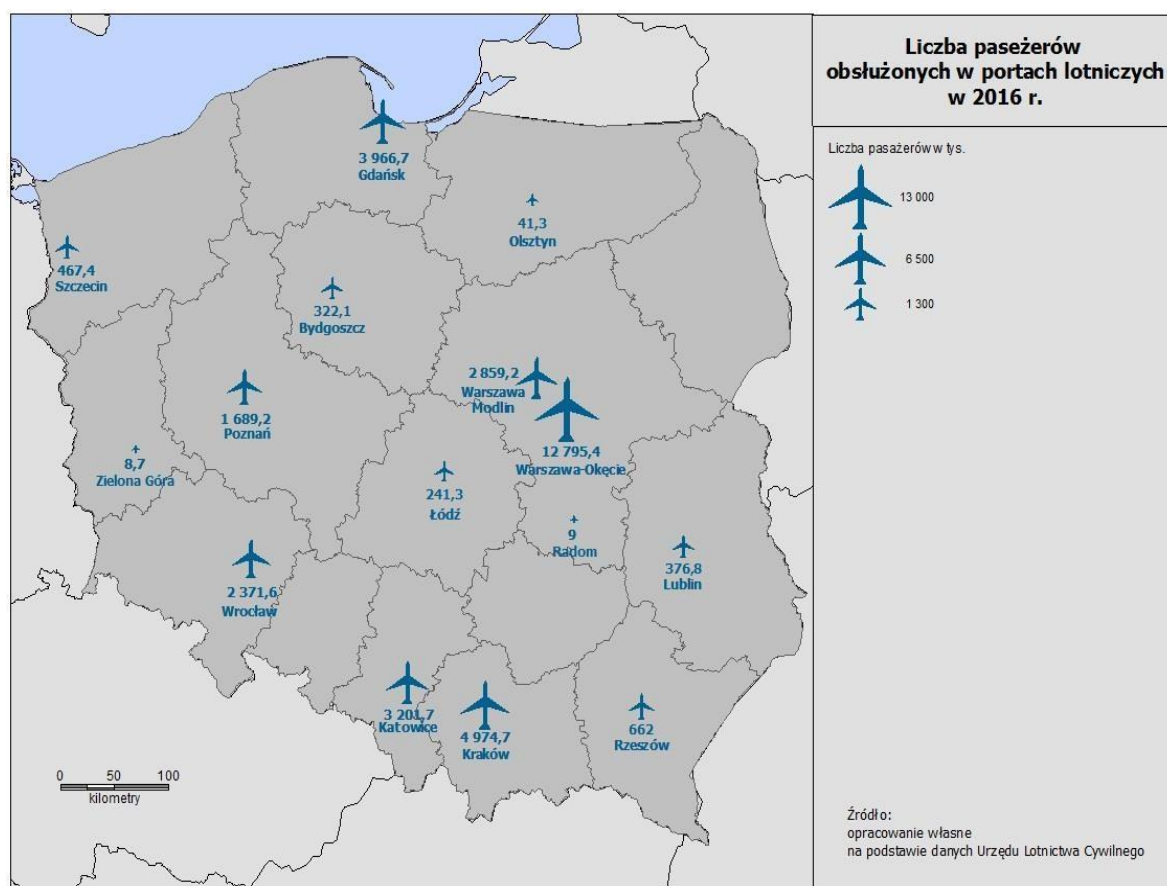 Liczba paseżerów
obsłużonych w portach lotniczych
w 2016 r.
Liczba pasażerów w tys.
13 000
6 500
1 300
3 966,7
Gdańsk
41,3
Olsztyn
467,4
Szczecin
322,1
Bydgoszcz
2 859,2
Warszawa
Modlin
1 689,2
Poznań
12 795,4
Warszawa-Okęcie
8,7
Zielona Góra
241,3
Łódź
9
Radom
376,8
Lublin
2 371,6
Wrocław
3 201,7
Katowice
4 974,7
Kraków
662
Rzeszów
0 50 100
kilometry
Źródło:
opracowanie własne
na podstawie danych Urzędu Lotnictwa Cywilnego